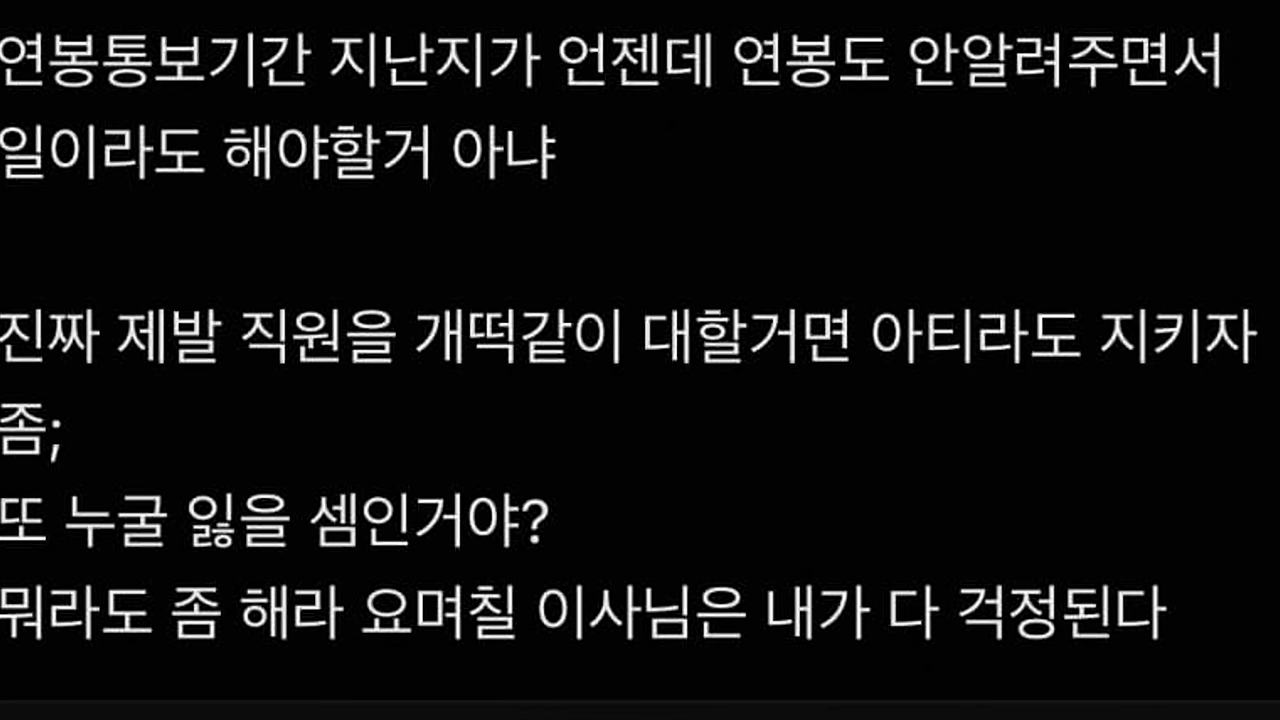 연봉통보기간 지난지가 언젠데 연봉도 안알려주면서
일이라도 해야할거 아냐
진짜 제발 직원을 개떡같이 대할거면 아티라도 지키자
좀;
또 누굴 잃을 셈인거야?
뭐라도 좀 해라 요며칠 이사님은 내가 다 걱정된다